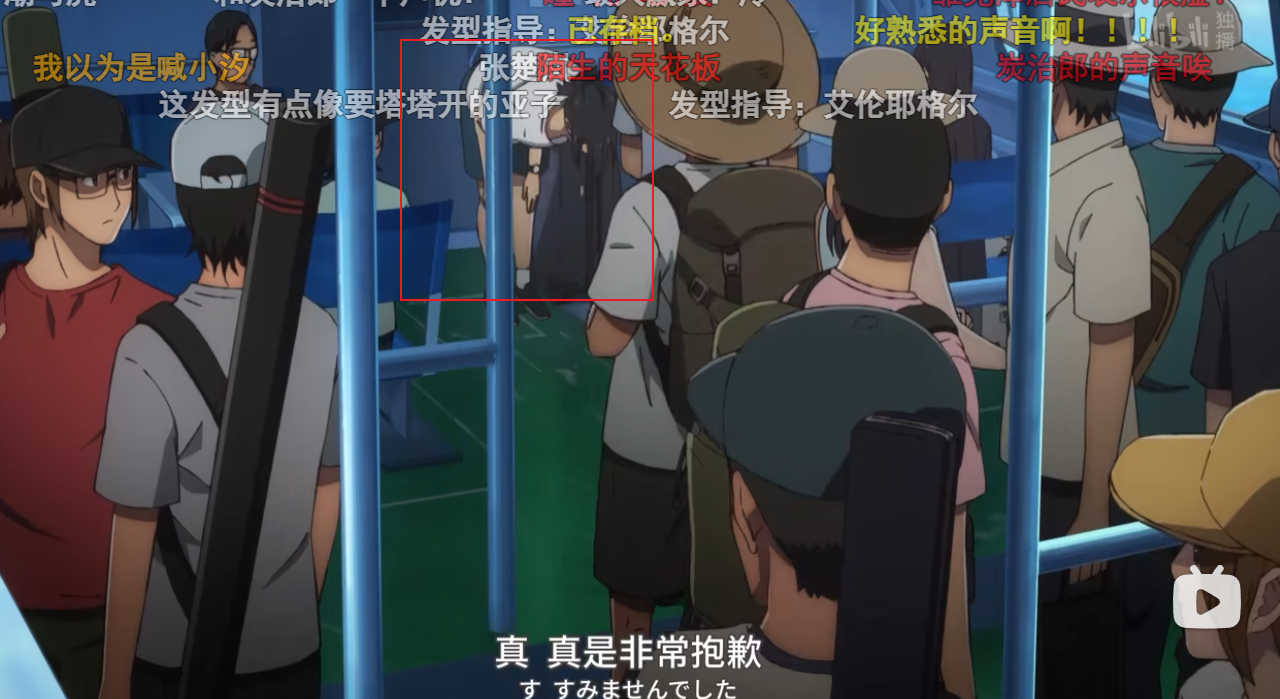 发型指导：艾伦耶格尔
已存档。
好熟悉的声音啊！！！！
独播
我以为是喊小汐
陌生的天花板
炭治郎的声音唉
这发型有点像要塔塔开的亚子
发型指导：艾伦耶格尔
真 真是非常抱歉
す すみませんでした